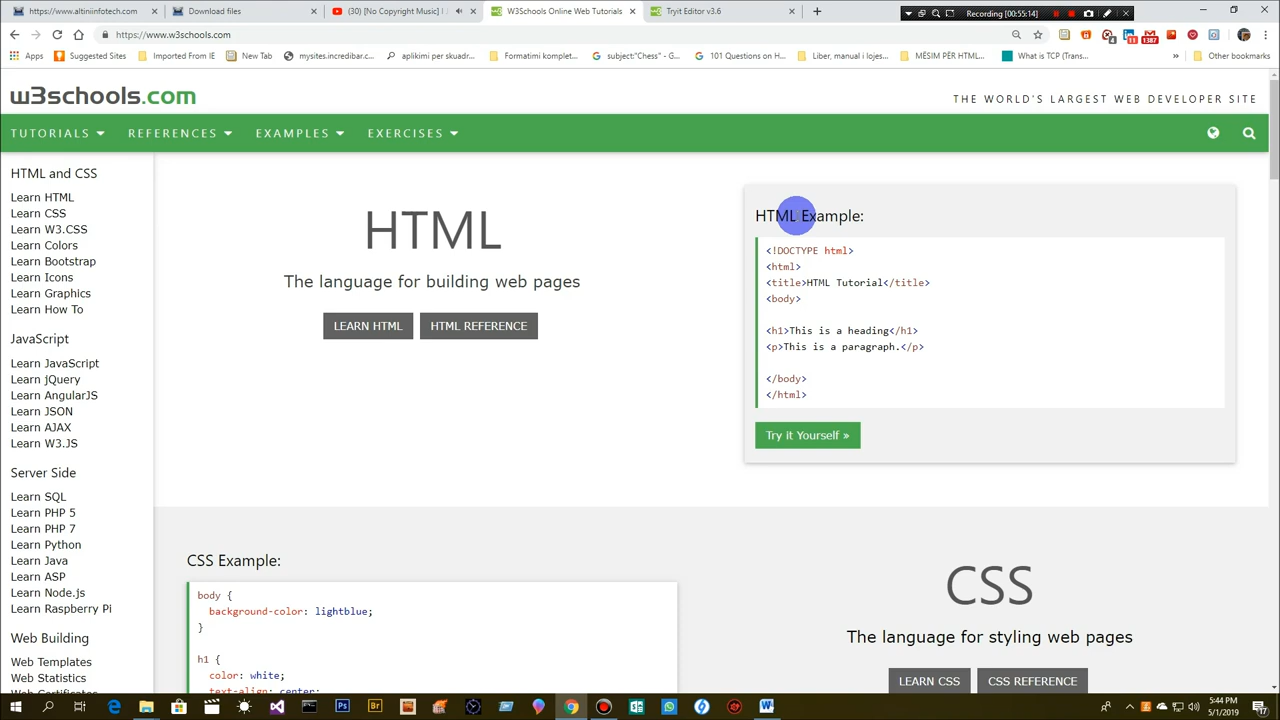 https://www.altiniinfotech.com/
Download files
(30) [No Copyright Music] I
W3Schools Online Web Tutorials
Tryit Editor v3.6
Recording [00:55:14]
https://www.w3schools.com
Apps
Suggested Sites
Imported From IE
New Tab
mysites.incredibar.c...
aplikimi per skuadr...
Formatimi komplet...
subject:"Chess" - G...
101 Questions on H...
Liber, manual i lojes...
MËSIM PËR HTML...
What is TCP (Trans...
»
Other bookmarks
w3schools.com
THE WORLD'S LARGEST WEB DEVELOPER SITE
TUTORIALS
REFERENCES
EXAMPLES
EXERCISES
HTML and CSS
Learn HTML
Learn CSS
Learn W3.CSS
Learn Colors
Learn Bootstrap
Learn Icons
Learn Graphics
Learn How To
JavaScript
Learn JavaScript
Learn jQuery
Learn AngularJS
Learn JSON
Learn AJAX
Learn W3.JS
Server Side
Learn SQL
Learn PHP 5
Learn PHP 7
Learn Python
Learn Java
Learn ASP
Learn Node.js
Learn Raspberry Pi
Web Building
Web Templates
Web Statistics
Web Certificates
HTML
The language for building web pages
LEARN HTML
HTML REFERENCE
HTML Example:
<!DOCTYPE html>
<html>
<title>HTML Tutorial</title>
<body>
<h1>This is a heading</h1>
<p>This is a paragraph.</p>
</body>
</html>
Try it Yourself »
CSS Example:
body {
background-color: lightblue;
}
h1 {
color: white;
text-align: center;
CSS
The language for styling web pages
LEARN CSS
CSS REFERENCE
5:44 PM
5/1/2019